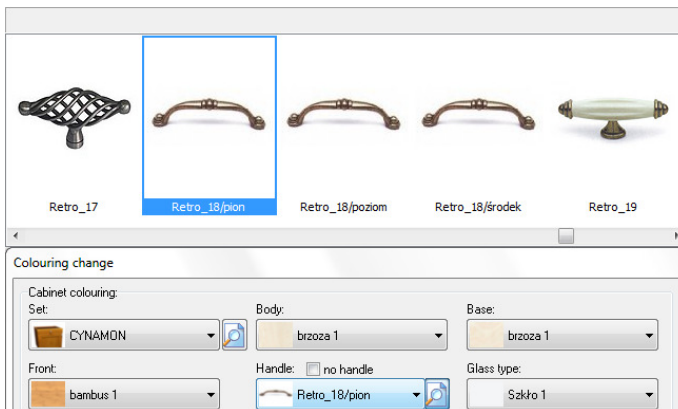 Retro_17 Retro_18/pion Retro_18/poziom Retro_18/środek Retro_19
Colouring change
Cabinet colouring:
Set: Body: Base:
CYNAMON brzoza 1 brzoza 1
Front: Handle: no handle Glass type:
bambus 1 Retro_18/pion Szkło 1